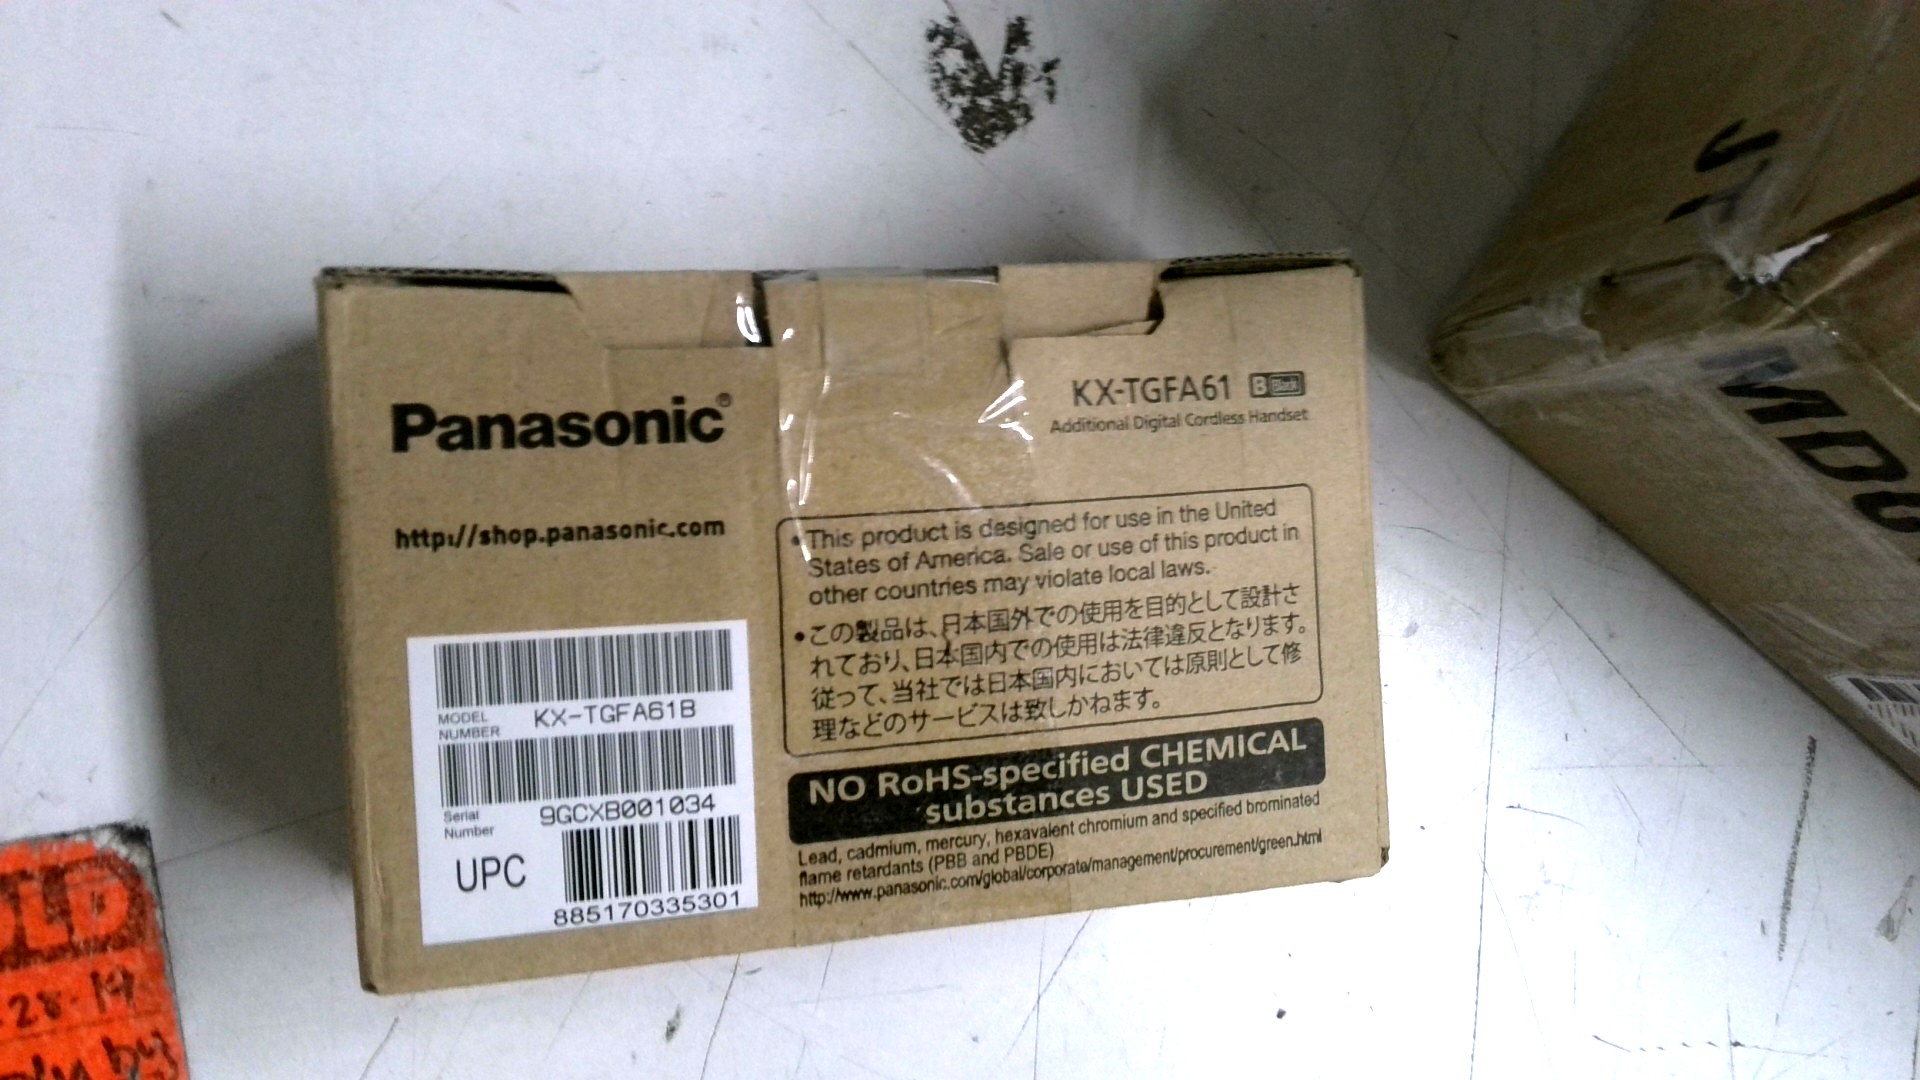 Panasonic®
http://shop.panasonic.com
KX-TGFA61 B Black
Additional Digital Cordless Handset
• This product is designed for use in the United
States of America. Sale or use of this product in
other countries may violate local laws.
• この製品は、日本国外での使用を目的として設計さ
れており、日本国内での使用は法律違反となります。
従って、当社では日本国内においては原則として修
理などのサービスは致しかねます。
NO RoHS-specified CHEMICAL
substances USED
Lead, cadmium, mercury, hexavalent chromium and specified brominated
flame retardants (PBB and PBDE)
http://www.panasonic.com/global/corporate/management/procurement/green.html
MODEL
NUMBER
KX-TGFA61B
Serial
Number
9GCXB001034
UPC
885170335301
28-14
by